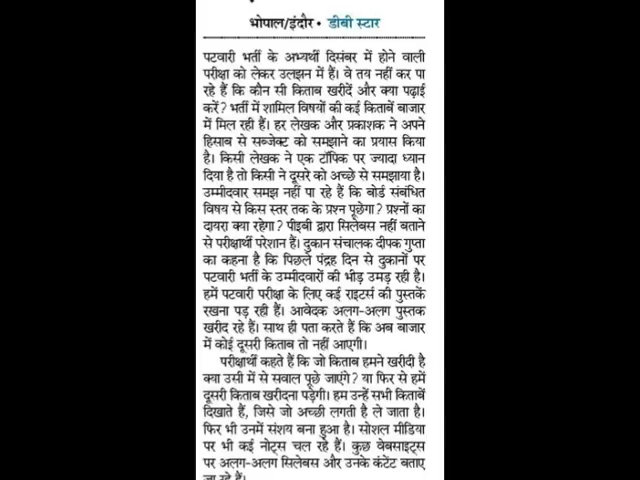 भोपाल/इंदौर • डीबी स्टार
पटवारी भर्ती के अभ्यर्थी दिसंबर में होने वाली
परीक्षा को लेकर उलझन में हैं। वे तय नहीं कर पा
रहे हैं कि कौन सी किताब खरीदें और क्या पढ़ाई
करें? भर्ती में शामिल विषयों की कई किताबें बाजार
में मिल रही हैं। हर लेखक और प्रकाशक ने अपने
हिसाब से सब्जेक्ट को समझाने का प्रयास किया
है। किसी लेखक ने एक टॉपिक पर ज्यादा ध्यान
दिया है तो किसी ने दूसरे को अच्छे से समझाया है।
उम्मीदवार समझ नहीं पा रहे हैं कि बोर्ड संबंधित
विषय से किस स्तर तक के प्रश्न पूछेगा? प्रश्नों का
दायरा क्या रहेगा? पीइबी द्वारा सिलेबस नहीं बताने
से परीक्षार्थी परेशान हैं। दुकान संचालक दीपक गुप्ता
का कहना है कि पिछले पंद्रह दिन से दुकानों पर
पटवारी भर्ती के उम्मीदवारों की भीड़ उमड़ रही है।
हमें पटवारी परीक्षा के लिए कई राइटर्स की पुस्तकें
रखना पड़ रही हैं। आवेदक अलग-अलग पुस्तक
खरीद रहे हैं। साथ ही पता करते हैं कि अब बाजार
में कोई दूसरी किताब तो नहीं आएगी।
परीक्षार्थी कहते हैं कि जो किताब हमने खरीदी है
क्या उसी में से सवाल पूछे जाएंगे? या फिर से हमें
दूसरी किताब खरीदना पड़ेगी। हम उन्हें सभी किताबें
दिखाते हैं, जिसे जो अच्छी लगती है ले जाता है।
फिर भी उनमें संशय बना हुआ है। सोशल मीडिया
पर भी कई नोट्स चल रहे हैं। कुछ वेबसाइट्स
पर अलग-अलग सिलेबस और उनके कंटेंट बताए
जा रहे हैं।